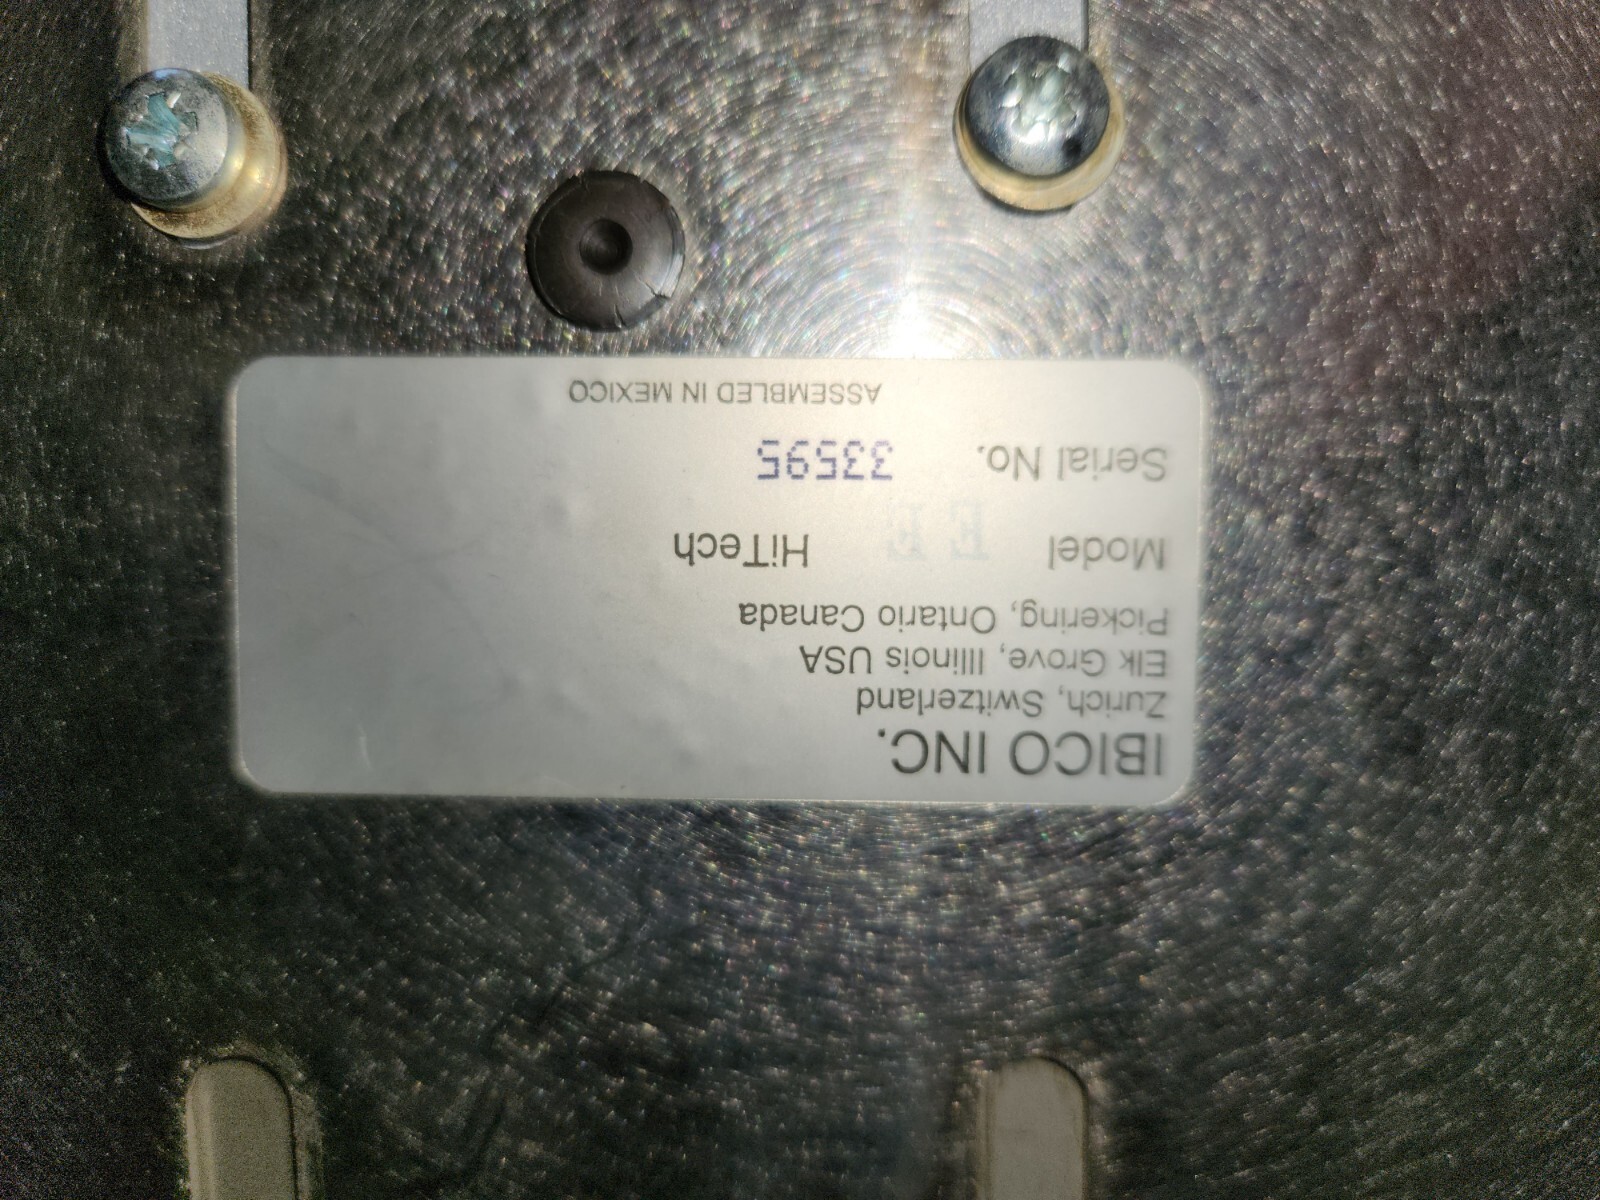 IBICO INC.
Zurich, Switzerland
Elk Grove, Illinois USA
Pickering, Ontario Canada
Model EF HiTech
Serial No. 33595
ASSEMBLED IN MEXICO